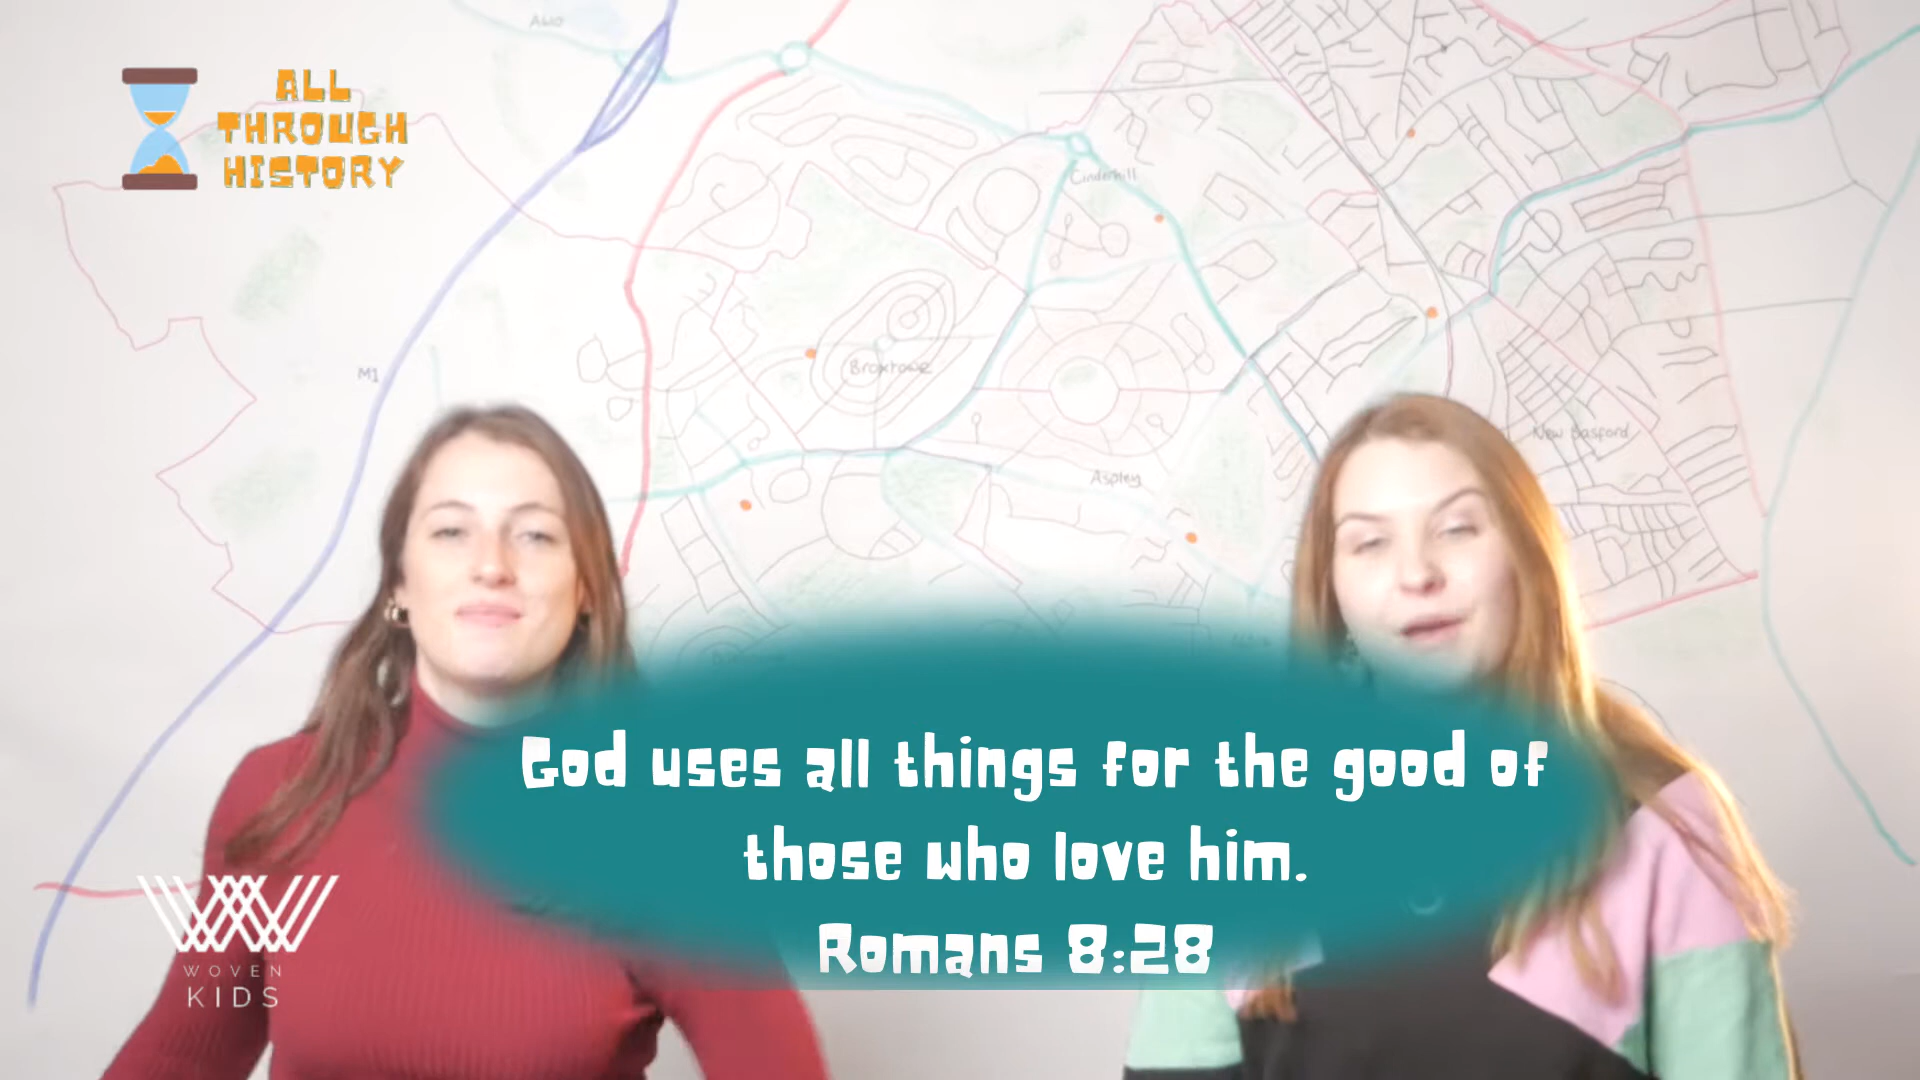 A610
ALL
THROUGH
HISTORY
Cinderhill
M1
Broxtowe
New Basford
Aspley
God uses all things for the good of
those who love him.
Romans 8:28
WOVEN
KIDS